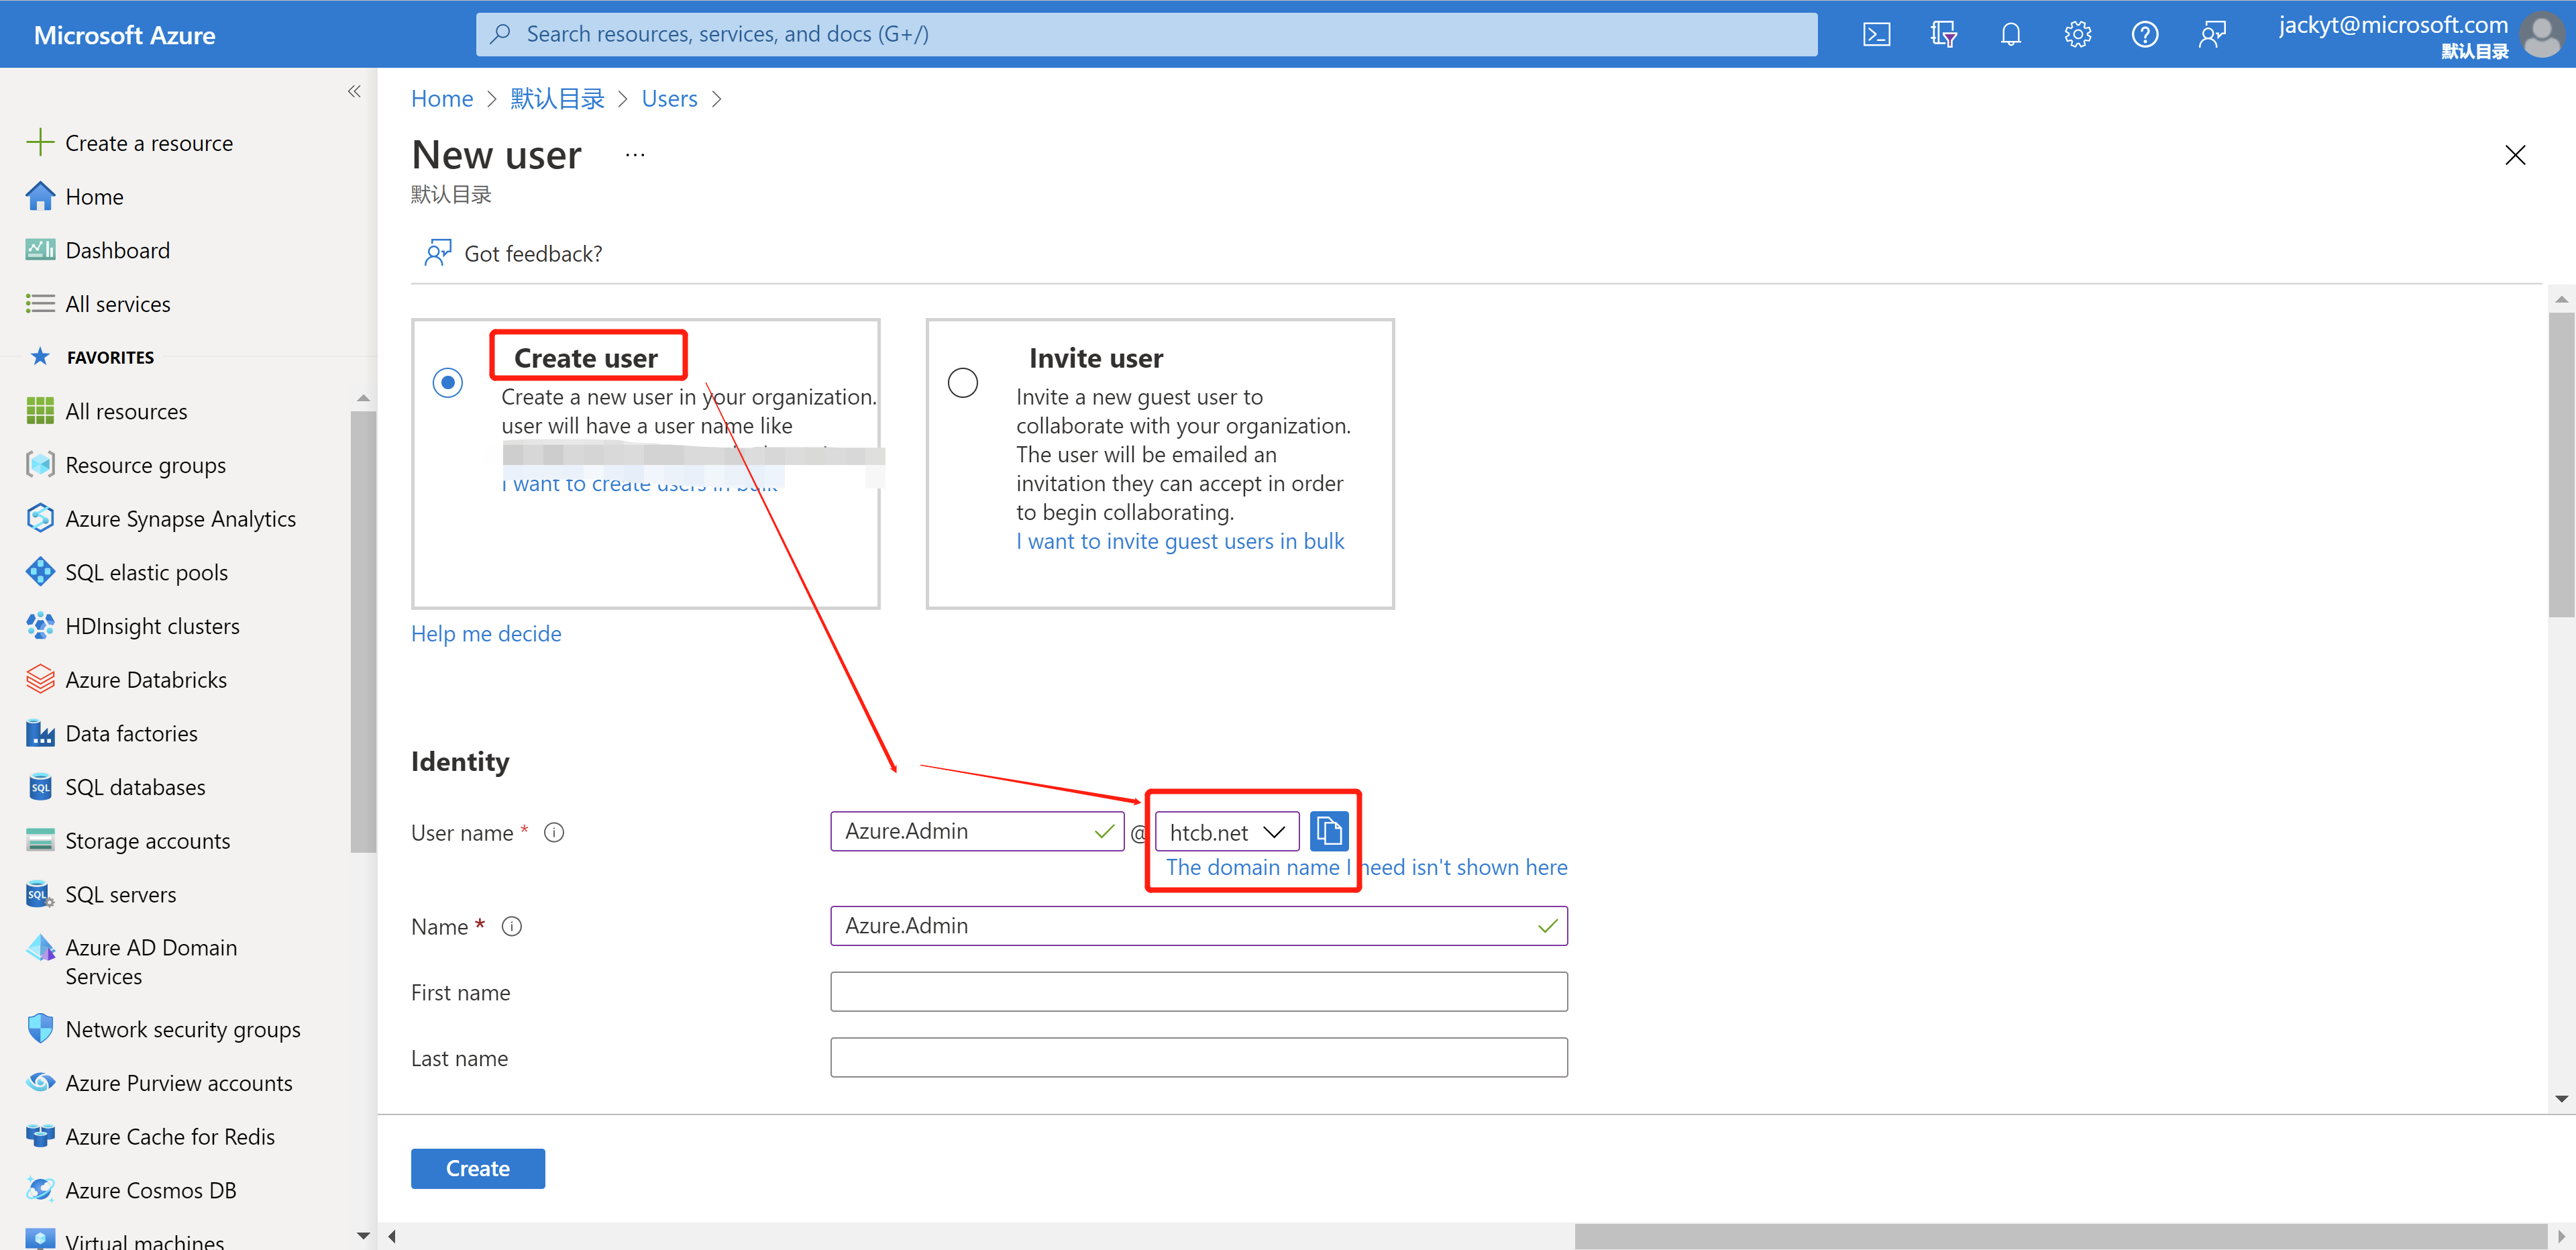 Microsoft Azure
Search resources, services, and docs (G+/)
jackyt@microsoft.com
默认目录
Create a resource
Home
Dashboard
All services
FAVORITES
All resources
Resource groups
Azure Synapse Analytics
SQL elastic pools
HDInsight clusters
Azure Databricks
Data factories
SQL databases
Storage accounts
SQL servers
Azure AD Domain
Services
Network security groups
Azure Purview accounts
Azure Cache for Redis
Azure Cosmos DB
Virtual machines
Home > 默认目录 > Users >
New user ...
默认目录
Got feedback?
Create user
Create a new user in your organization.
user will have a user name like
I want to create users in bulk
Invite user
Invite a new guest user to
collaborate with your organization.
The user will be emailed an
invitation they can accept in order
to begin collaborating.
I want to invite guest users in bulk
Help me decide
Identity
User name * Azure.Admin @ htcb.net
The domain name I need isn't shown here
Name * Azure.Admin
First name
Last name
Create